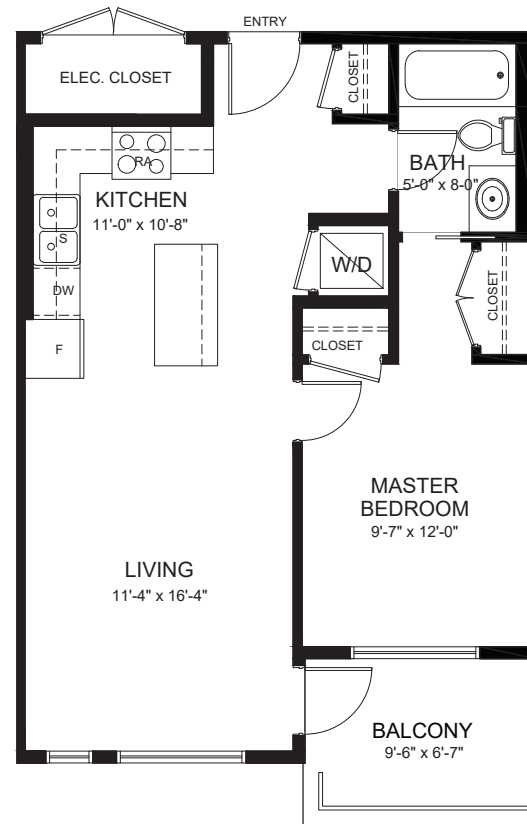 ENTRY
ELEC. CLOSET
CLOSET
RA
BATH
5'-0" x 8'-0"
KITCHEN
11'-0" x 10'-8"
S
W/D
DW
CLOSET
F
CLOSET
MASTER
BEDROOM
9'-7" x 12'-0"
LIVING
11'-4" x 16'-4"
BALCONY
9'-6" x 6'-7"